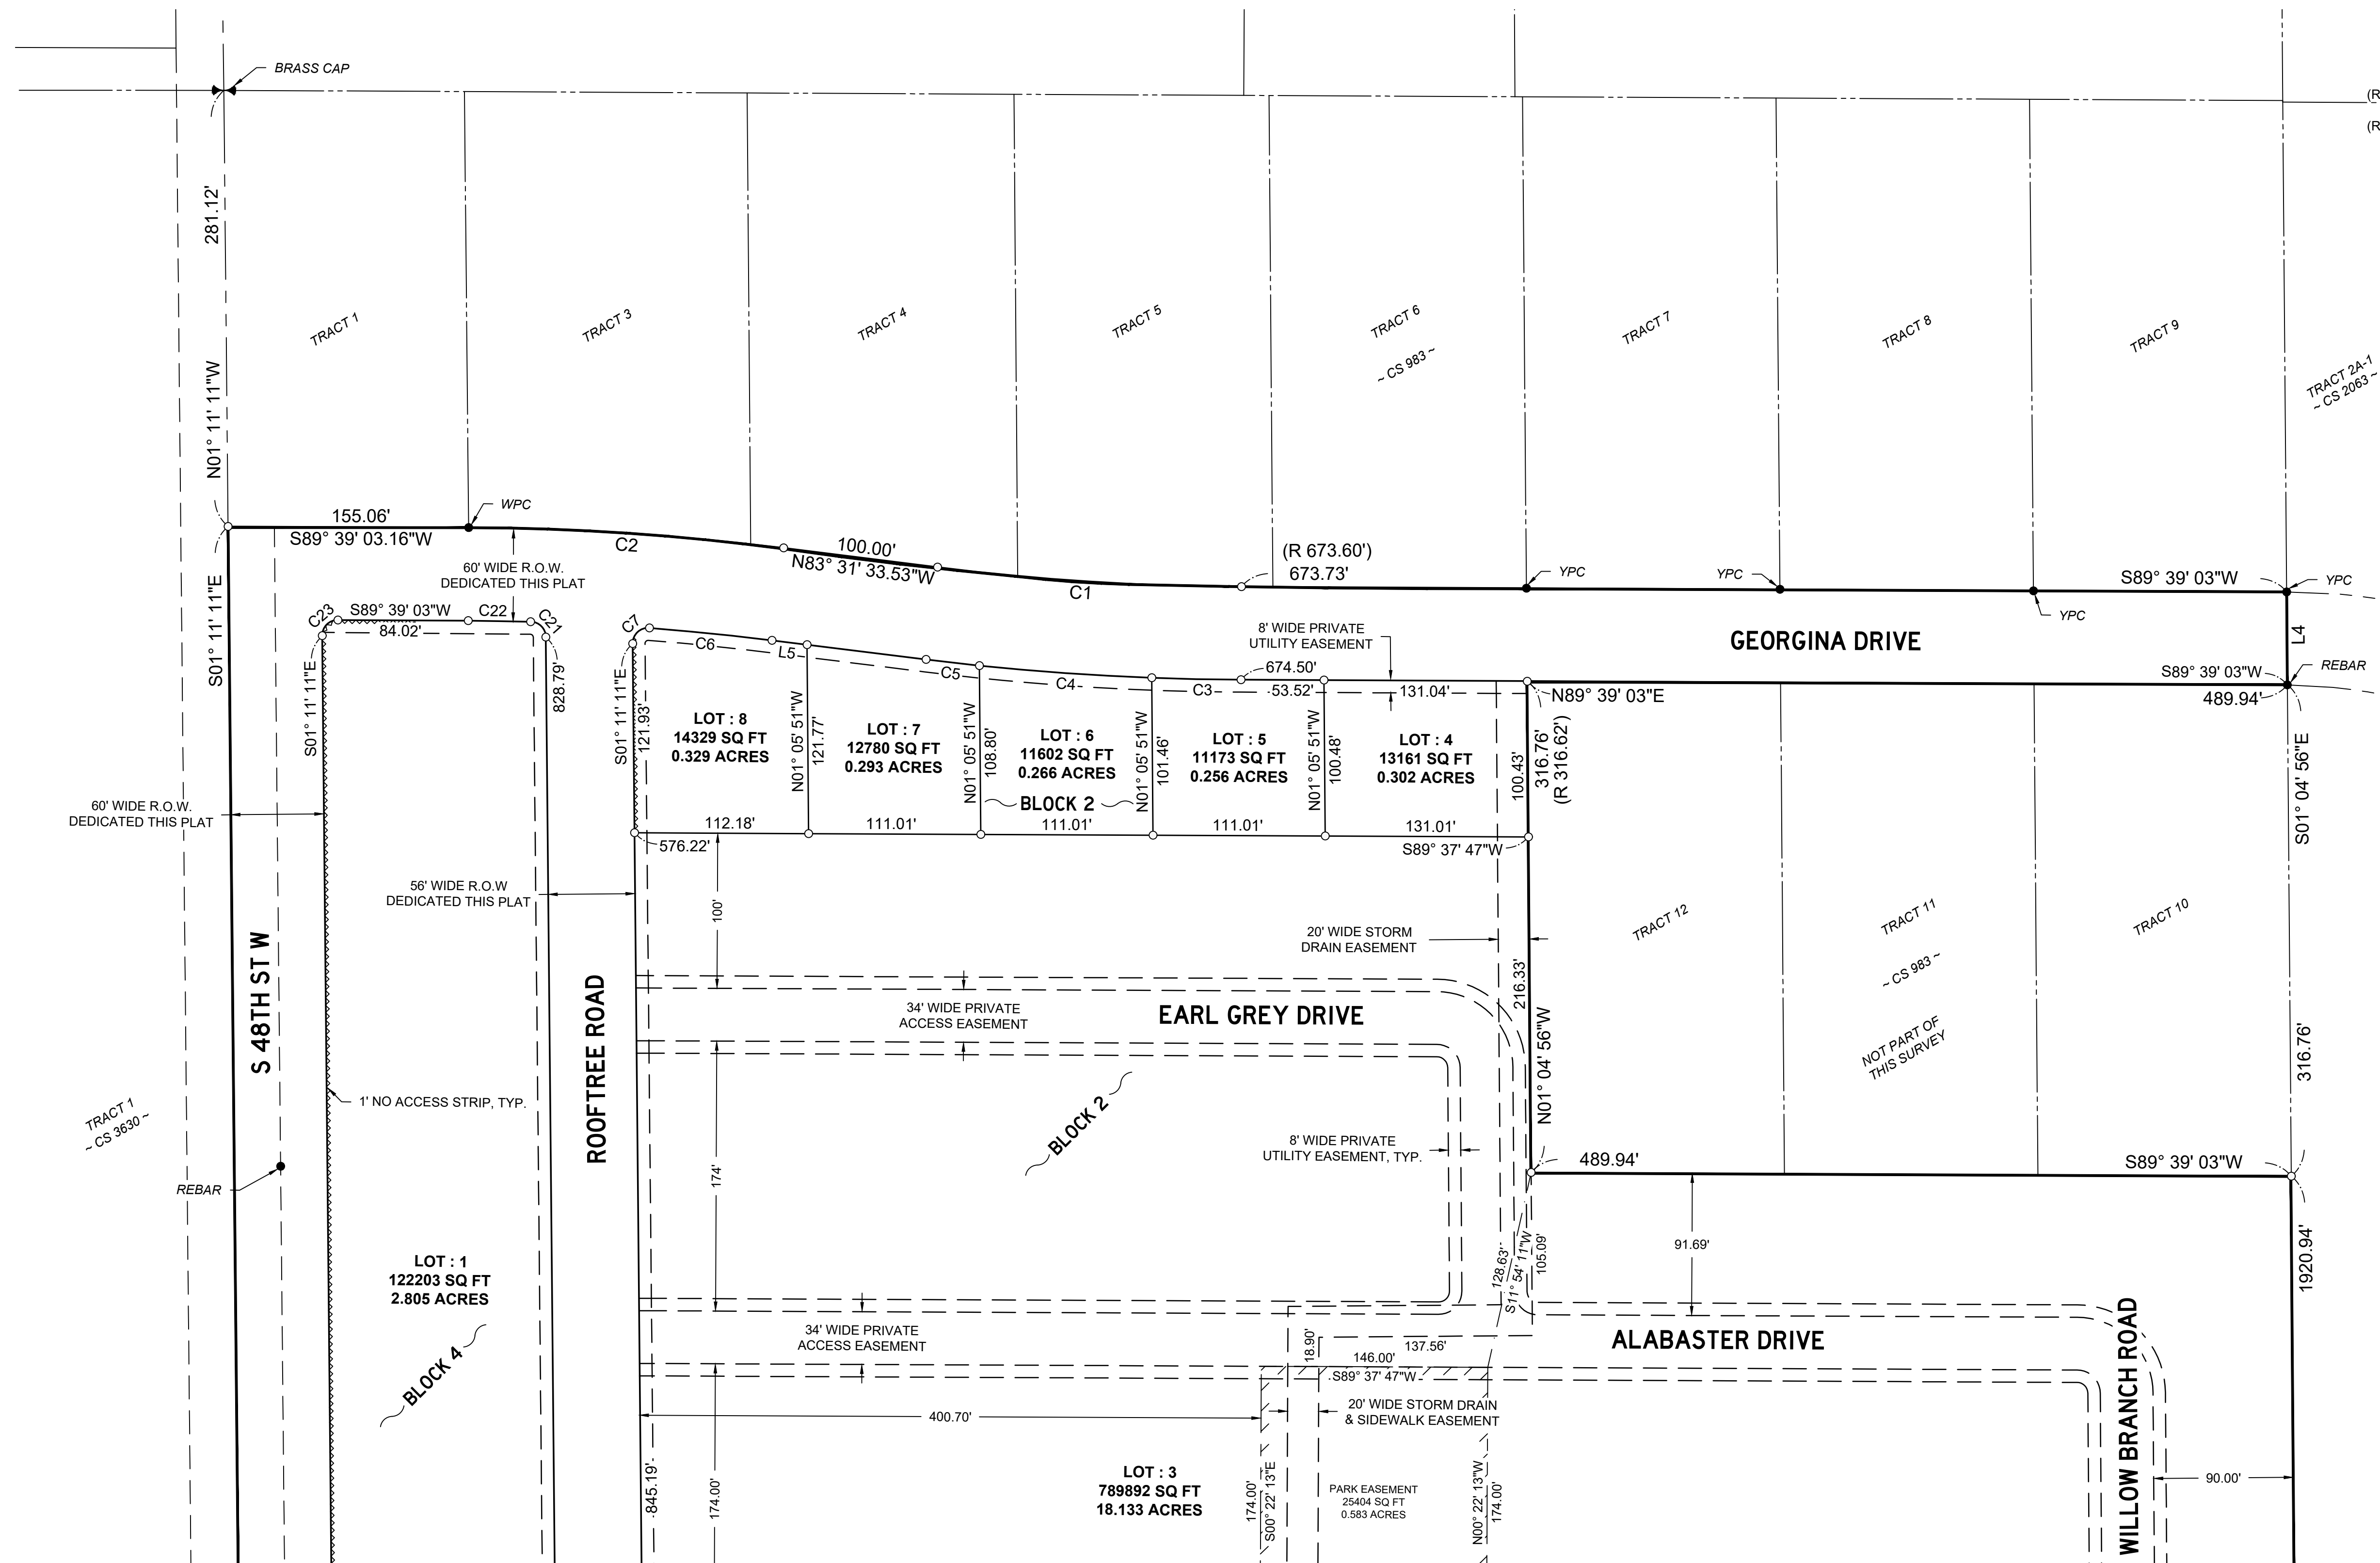 BRASS CAP
(R
(R
281.12'
N01° 11' 11"W
TRACT 1
TRACT 3
TRACT 4
TRACT 5
TRACT 6
~ CS 983 ~
TRACT 7
TRACT 8
TRACT 9
TRACT 2A-1
~ CS 2063 ~
155.06'
S89° 39' 03.16"W
WPC
C2
100.00'
N83° 31' 33.53"W
C1
(R 673.60')
673.73'
YPC
YPC
YPC
S89° 39' 03"W
YPC
60' WIDE R.O.W.
DEDICATED THIS PLAT
S01° 11' 11"E
C23
S89° 39' 03"W
84.02'
C22
C21
C7
C6
L5
C5
C4
C3
53.52'
674.50'
131.04'
8' WIDE PRIVATE
UTILITY EASEMENT
GEORGINA DRIVE
L4
S89° 39' 03"W
489.94'
REBAR
N89° 39' 03"E
S01° 11' 11"E
828.79'
S01° 11' 11"E
121.93'
LOT : 8
14329 SQ FT
0.329 ACRES
N01° 05' 51"W
121.77'
LOT : 7
12780 SQ FT
0.293 ACRES
N01° 05' 51"W
108.80'
LOT : 6
11602 SQ FT
0.266 ACRES
BLOCK 2
N01° 05' 51"W
101.46'
LOT : 5
11173 SQ FT
0.256 ACRES
N01° 05' 51"W
100.48'
LOT : 4
13161 SQ FT
0.302 ACRES
100.43'
316.76'
(R 316.62')
S01° 04' 56"E
60' WIDE R.O.W.
DEDICATED THIS PLAT
112.18'
111.01'
111.01'
111.01'
131.01'
576.22'
S89° 37' 47"W
56' WIDE R.O.W
DEDICATED THIS PLAT
100'
20' WIDE STORM
DRAIN EASEMENT
216.33'
N01° 04' 56"W
TRACT 12
TRACT 11
~ CS 983 ~
TRACT 10
NOT PART OF
THIS SURVEY
316.76'
S 48TH ST W
ROOFTREE ROAD
34' WIDE PRIVATE
ACCESS EASEMENT
EARL GREY DRIVE
1' NO ACCESS STRIP, TYP.
TRACT 1
~ CS 3630 ~
REBAR
174'
BLOCK 2
8' WIDE PRIVATE
UTILITY EASEMENT, TYP.
489.94'
S89° 39' 03"W
LOT : 1
122203 SQ FT
2.805 ACRES
BLOCK 4
128.63'
S11° 54' 11"W
105.09'
91.69'
1920.94'
34' WIDE PRIVATE
ACCESS EASEMENT
18.90'
137.56'
146.00'
S89° 37' 47"W
ALABASTER DRIVE
WILLOW BRANCH ROAD
400.70'
20' WIDE STORM DRAIN
& SIDEWALK EASEMENT
845.19'
174.00'
LOT : 3
789892 SQ FT
18.133 ACRES
174.00'
S00° 22' 13"E
PARK EASEMENT
25404 SQ FT
0.583 ACRES
N00° 22' 13"W
174.00'
90.00'